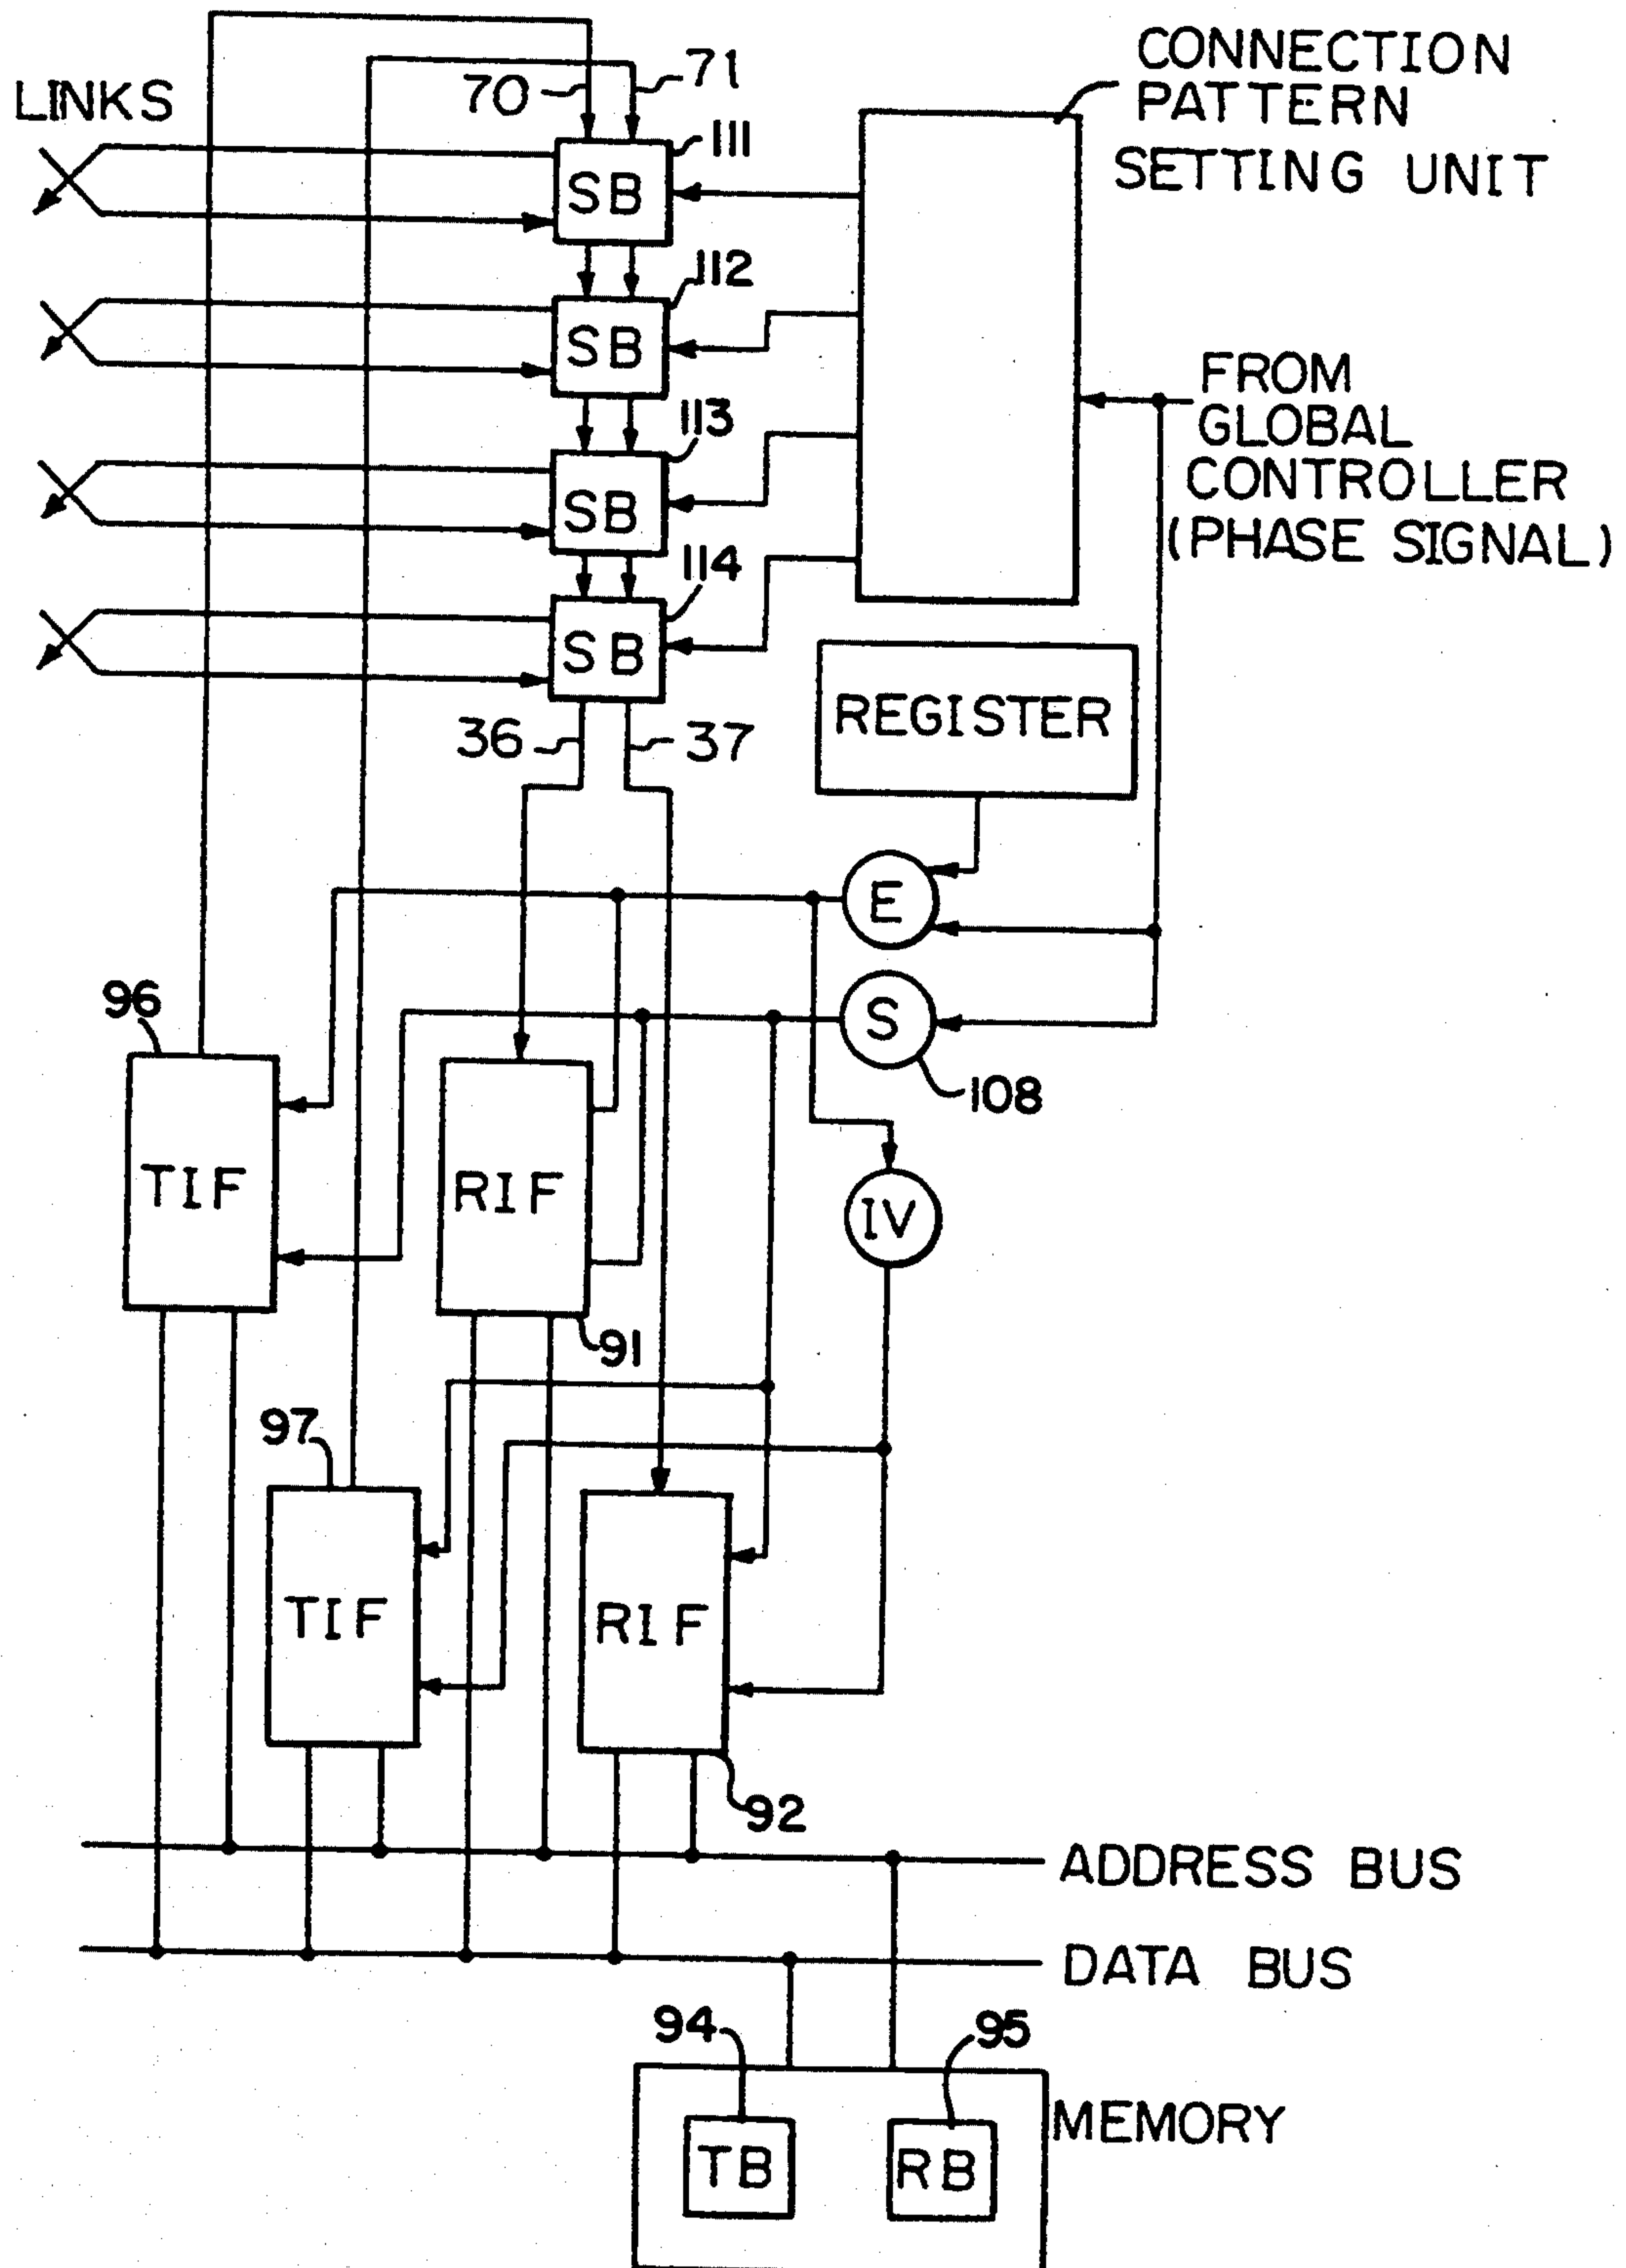 CONNECTION
PATTERN
SETTING UNIT
LINKS
70
71
111
SB
112
SB
113
SB
114
SB
FROM
GLOBAL
CONTROLLER
(PHASE SIGNAL)
REGISTER
36
37
E
S
108
96
TIF
RIF
91
IV
97
TIF
RIF
92
ADDRESS BUS
DATA BUS
94
95
MEMORY
TB
RB